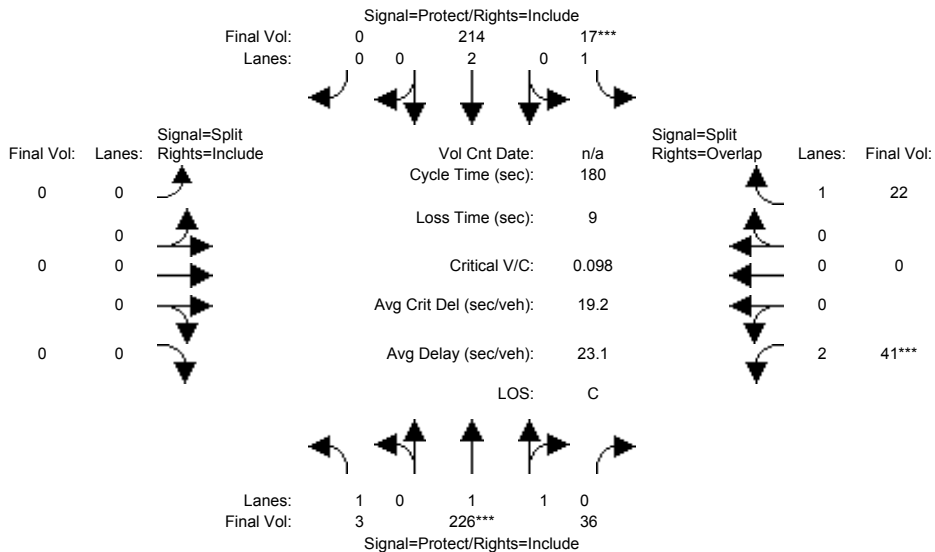 Signal=Protect/Rights=Include
Final Vol: 0 214 17***
Lanes: 0 0 2 0 1
Signal=Split Signal=Split
Final Vol: Lanes: Rights=Include Vol Cnt Date: n/a Rights=Overlap Lanes: Final Vol:
Cycle Time (sec): 180
0 0 1 22
Loss Time (sec): 9
0 0
0 0 Critical V/C: 0.098 0 0
0 Avg Crit Del (sec/veh): 19.2 0
0 0 Avg Delay (sec/veh): 23.1 2 41***
LOS: C
Lanes: 1 0 1 1 0
Final Vol: 3 226*** 36
Signal=Protect/Rights=Include